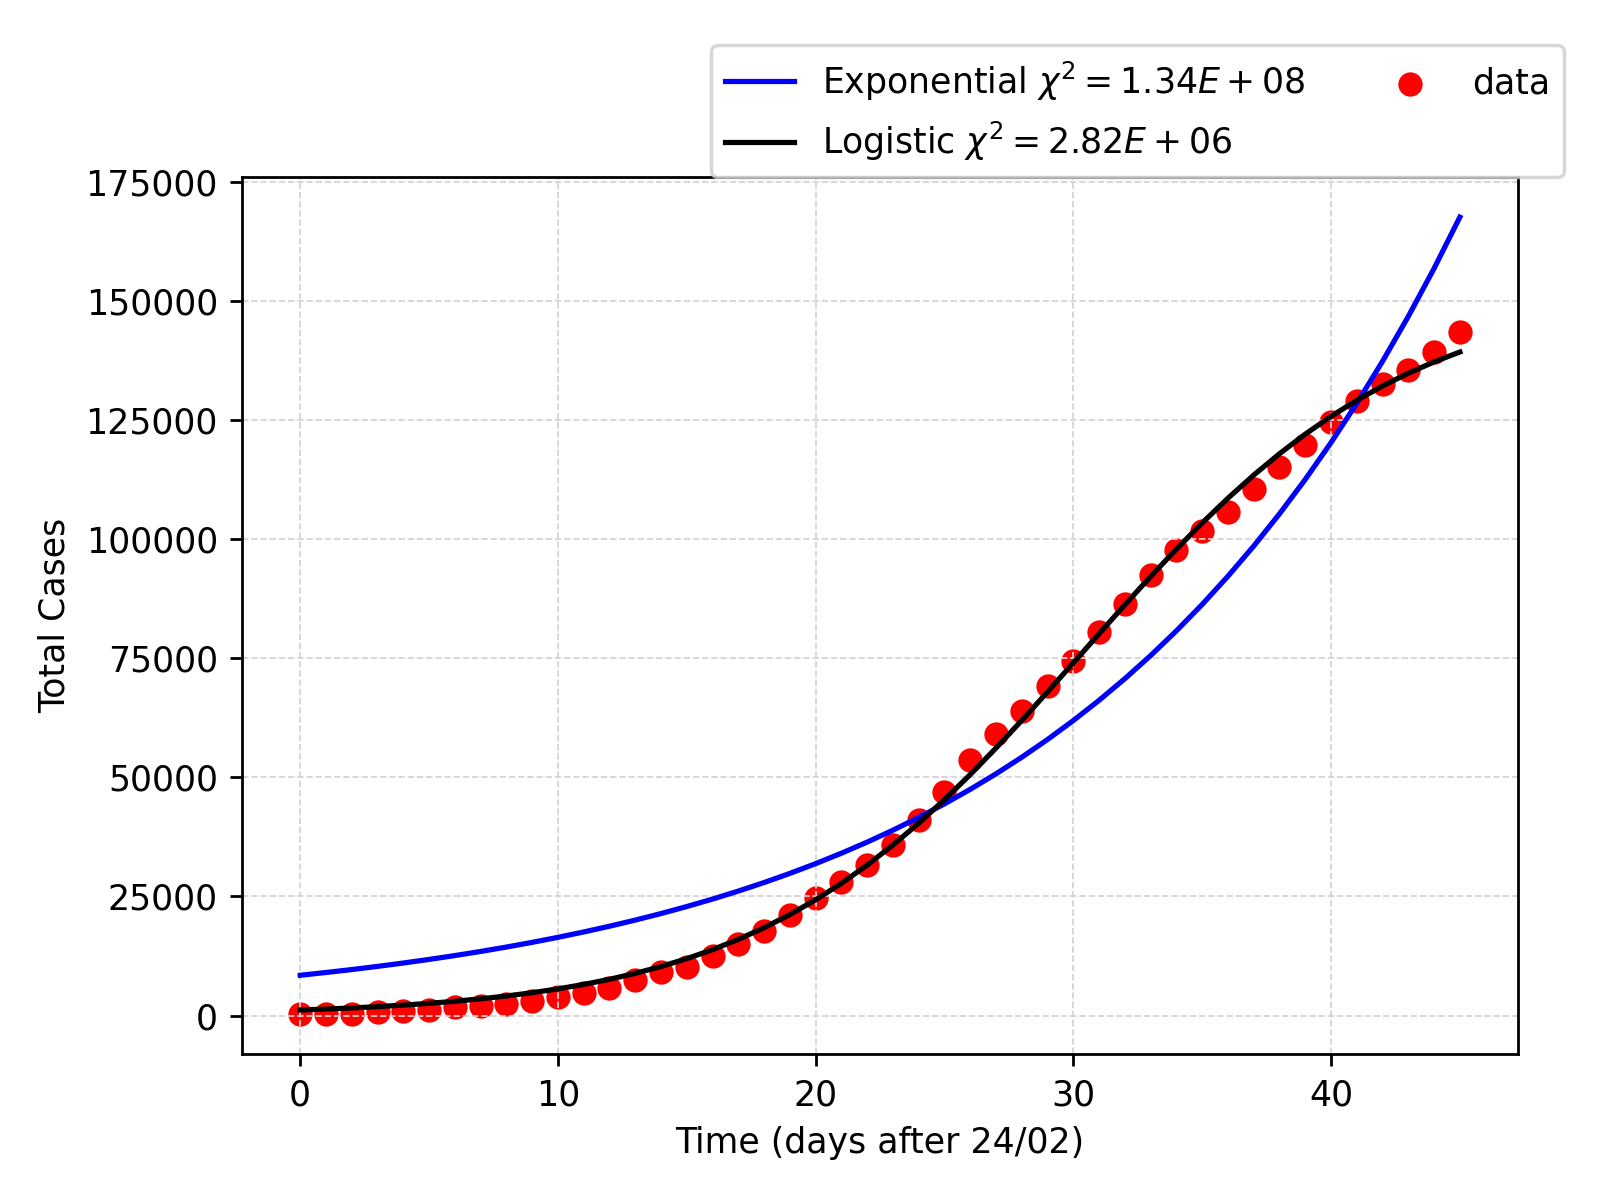 Exponential χ² = 1.34E + 08
data
Logistic χ² = 2.82E + 06
175000
150000
125000
100000
75000
50000
25000
0
Total Cases
0 10 20 30 40
Time (days after 24/02)